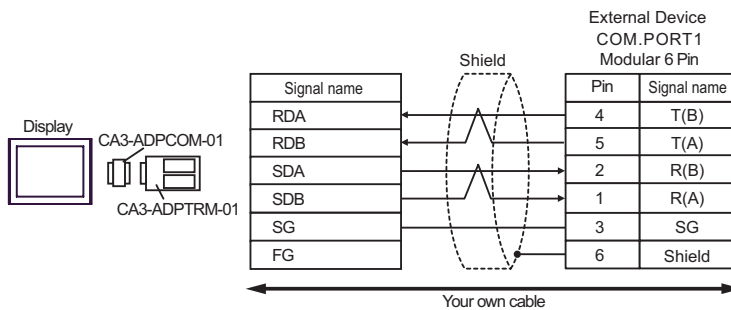 External Device
COM.PORT1
Modular 6 Pin
Shield
Signal name
Pin Signal name
RDA 4 T(B)
RDB 5 T(A)
SDA 2 R(B)
SDB 1 R(A)
SG 3 SG
FG 6 Shield
Display
CA3-ADPCOM-01
CA3-ADPTRM-01
Your own cable